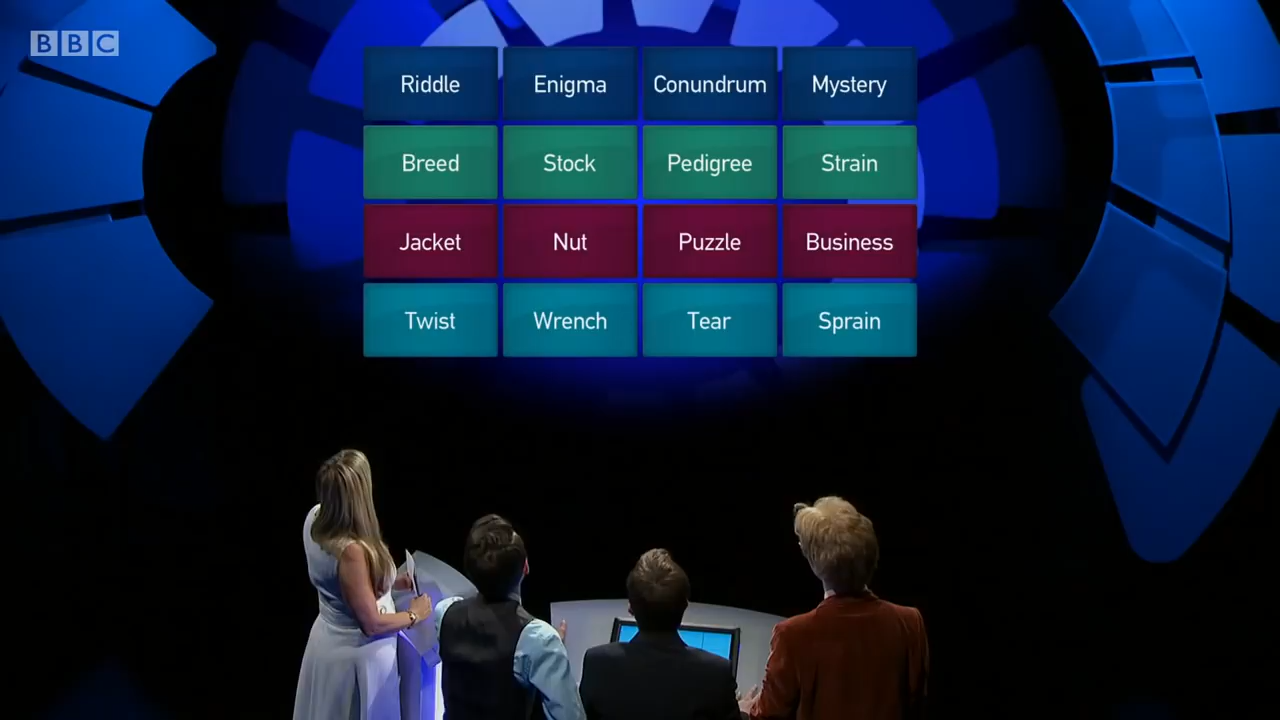 BBC
Riddle Enigma Conundrum Mystery
Breed Stock Pedigree Strain
Jacket Nut Puzzle Business
Twist Wrench Tear Sprain